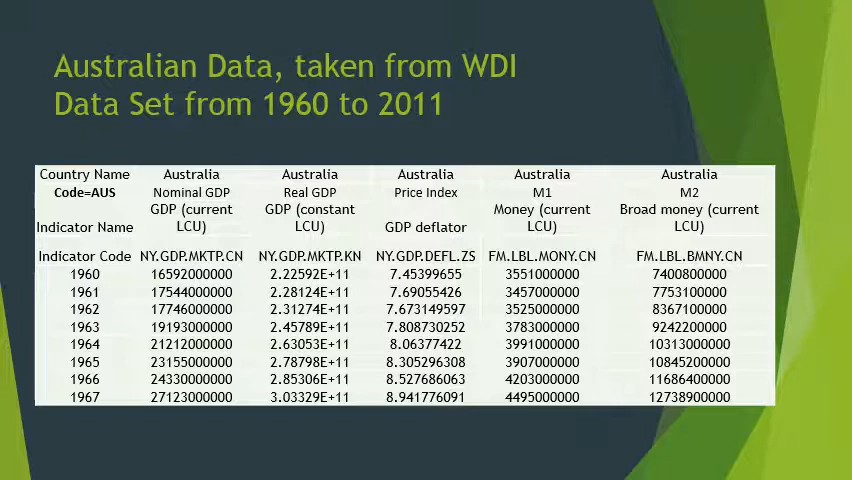 Australian Data, taken from WDI
Data Set from 1960 to 2011
Country Name Australia Australia Australia Australia Australia
Code=AUS Nominal GDP Real GDP Price Index M1 M2
GDP (current GDP (constant Money (current Broad money (current
Indicator Name LCU) LCU) GDP deflator LCU) LCU)
Indicator Code NY.GDP.MKTP.CN NY.GDP.MKTP.KN NY.GDP.DEFL.ZS FM.LBL.MONY.CN FM.LBL.BMNY.CN
1960 16592000000 2.22592E+11 7.45399655 3551000000 7400800000
1961 17544000000 2.28124E+11 7.69055426 3457000000 7753100000
1962 17746000000 2.31274E+11 7.673149597 3525000000 8367100000
1963 19193000000 2.45789E+11 7.808730252 3783000000 9242200000
1964 21212000000 2.63053E+11 8.06377422 3991000000 10313000000
1965 23155000000 2.78798E+11 8.305296308 3907000000 10845200000
1966 24330000000 2.85306E+11 8.527686063 4203000000 11686400000
1967 27123000000 3.03329E+11 8.941776091 4495000000 12738900000